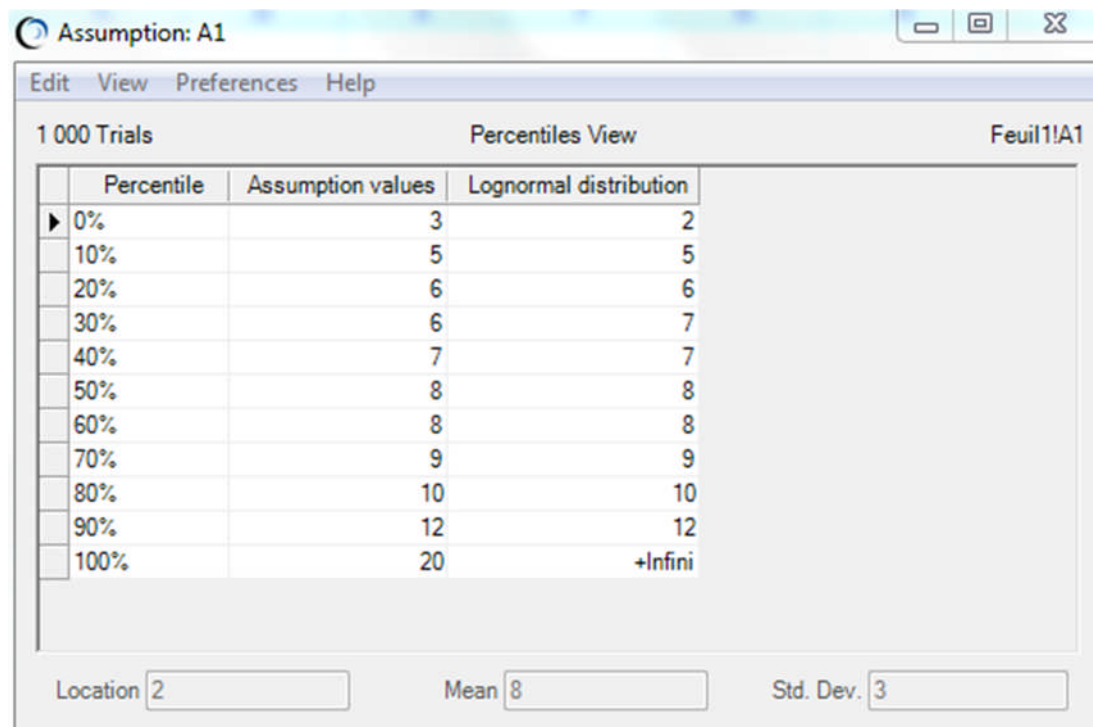 Assumption: A1
Edit View Preferences Help
1 000 Trials Percentiles View Feuil1!A1
Percentile Assumption values Lognormal distribution
0% 3 2
10% 5 5
20% 6 6
30% 6 7
40% 7 7
50% 8 8
60% 8 8
70% 9 9
80% 10 10
90% 12 12
100% 20 +Infini
Location 2 Mean 8 Std. Dev. 3